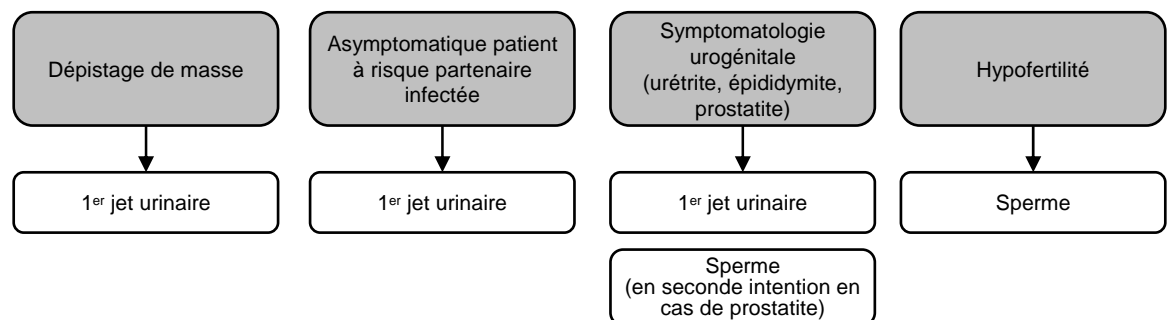 Dépistage de masse
Asymptomatique patient
à risque partenaire
infectée
Symptomatologie
urogénitale
(urétrite, épididymite,
prostatite)
Hypofertilité
1er jet urinaire
1er jet urinaire
1er jet urinaire
Sperme
Sperme
(en seconde intention en
cas de prostatite)